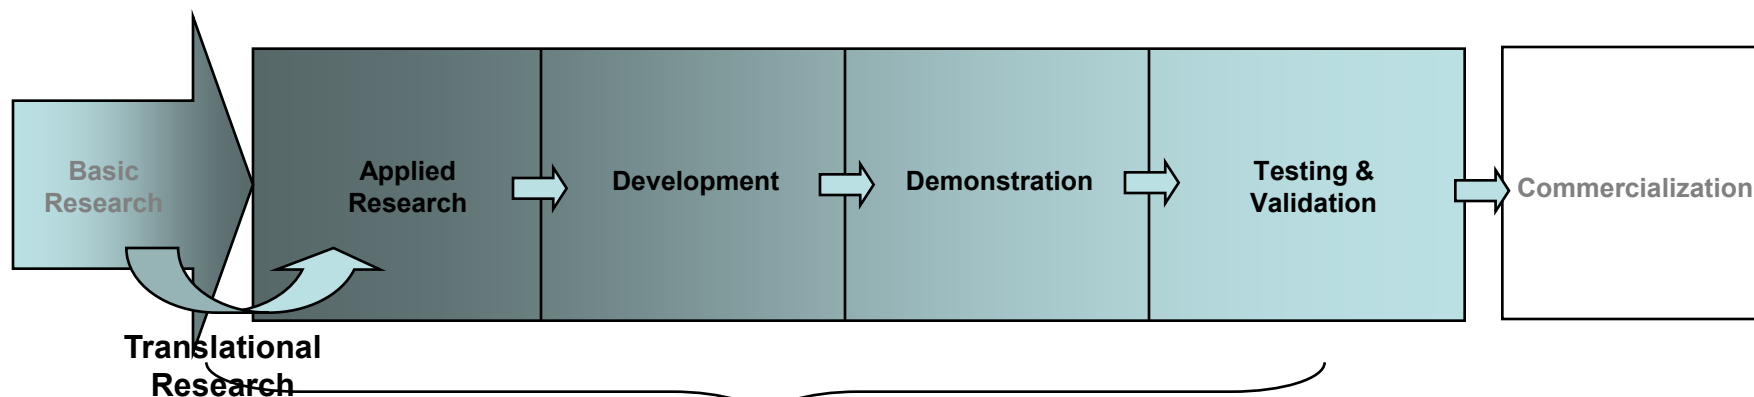 Basic
Research
Applied
Research
Development
Demonstration
Testing &
Validation
Commercialization
Translational
Research